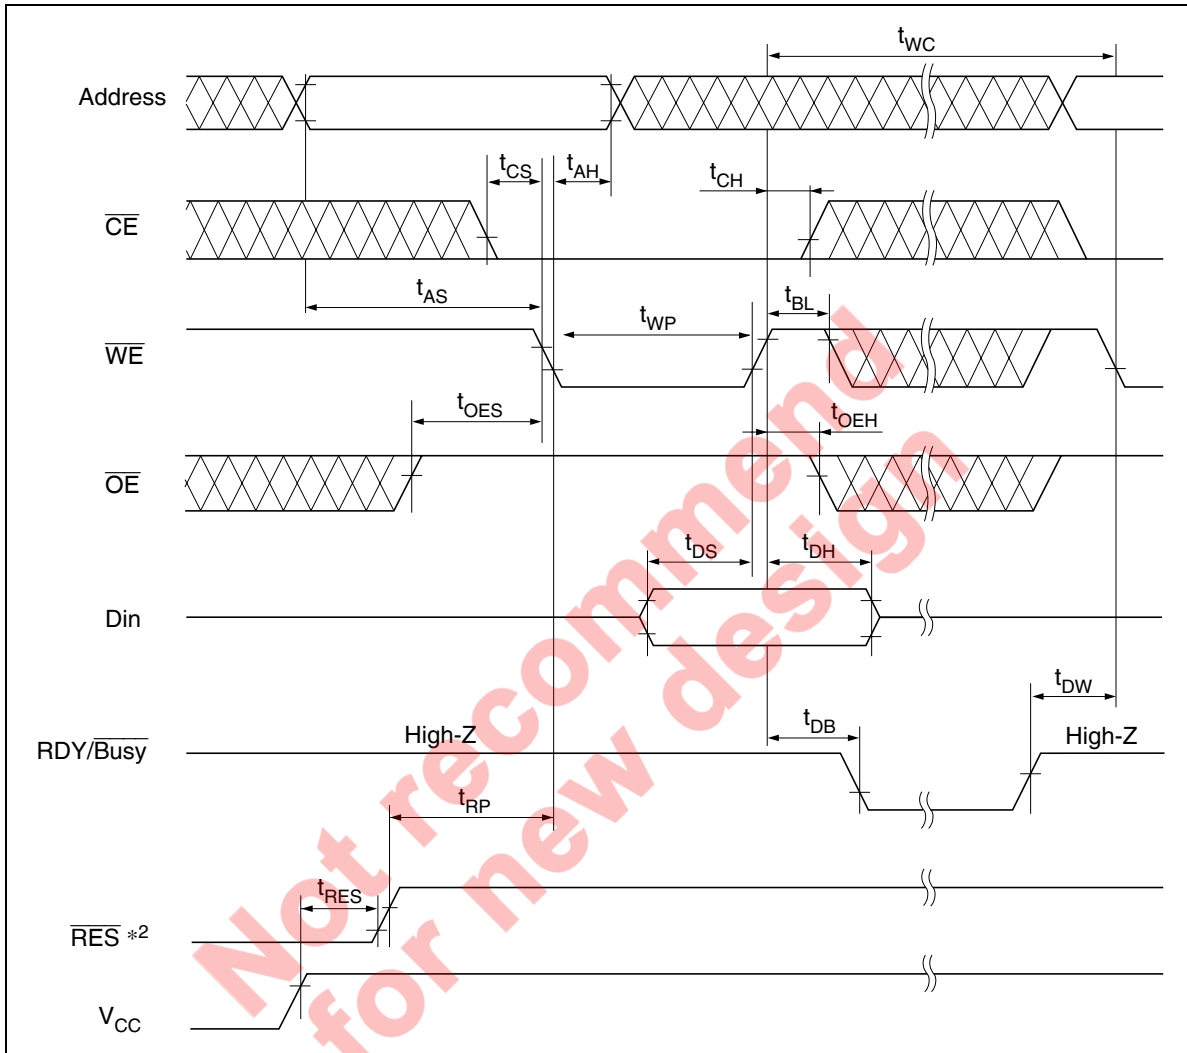 tWC
Address
tCS
tAH
tCH
CE
tAS
tBL
tWP
WE
tOES
tOEH
OE
tDS
tDH
Din
tDW
tDB
High-Z
High-Z
RDY/Busy
tRP
tRES
RES *2
VCC
Not recommend
for new design